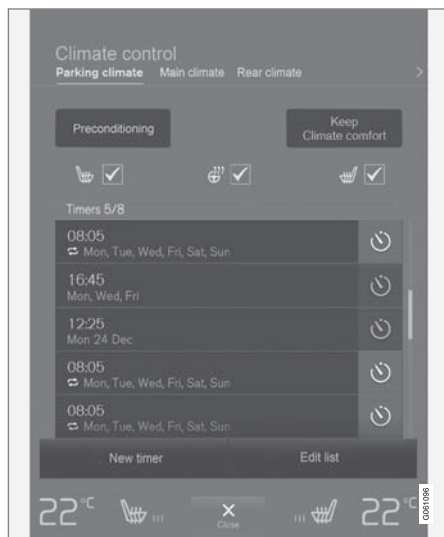 Climate control
Parking climate Main climate Rear climate
Preconditioning
Keep
Climate comfort
Timers 5/8
08:05
Mon, Tue, Wed, Fri, Sat, Sun
16:45
Mon, Wed, Fri
12:25
Mon 24 Dec
08:05
Mon, Tue, Wed, Fri, Sat, Sun
08:05
Mon, Tue, Wed, Fri, Sat, Sun
New timer Edit list
22°C Close 22°C
G061096